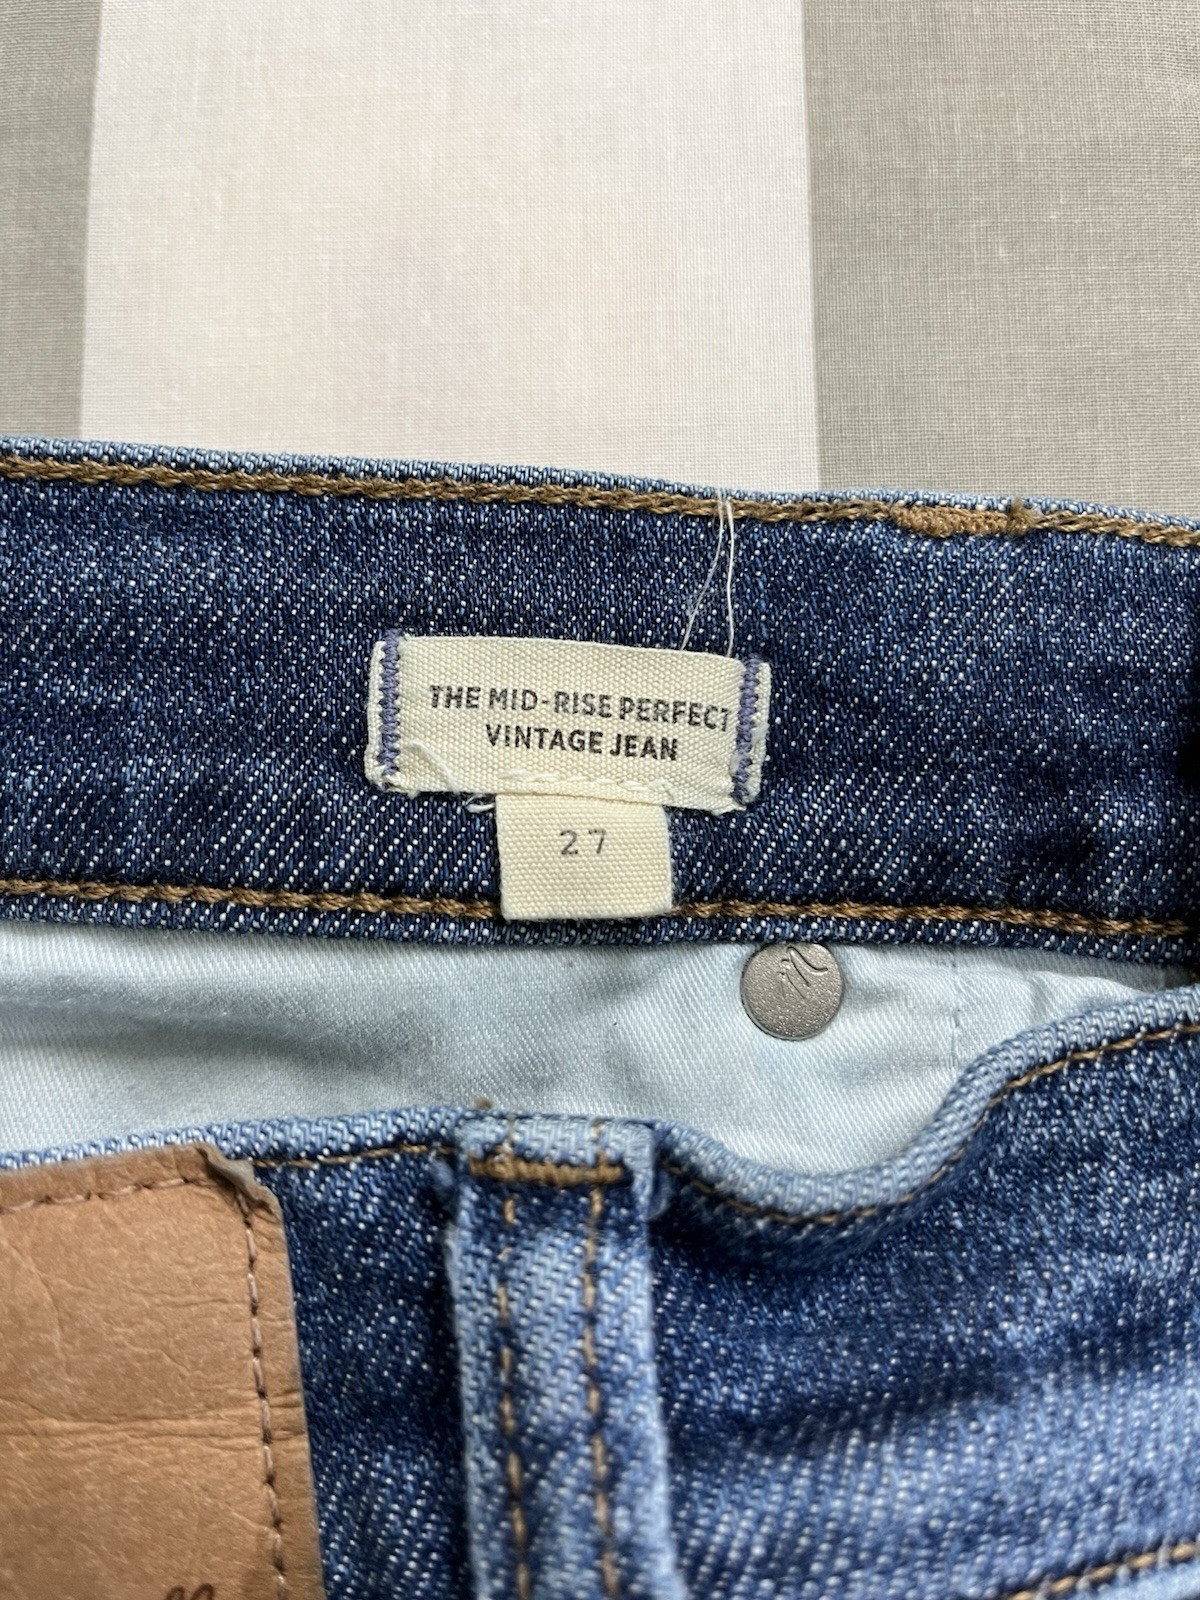 THE MID-RISE PERFECT
VINTAGE JEAN
27